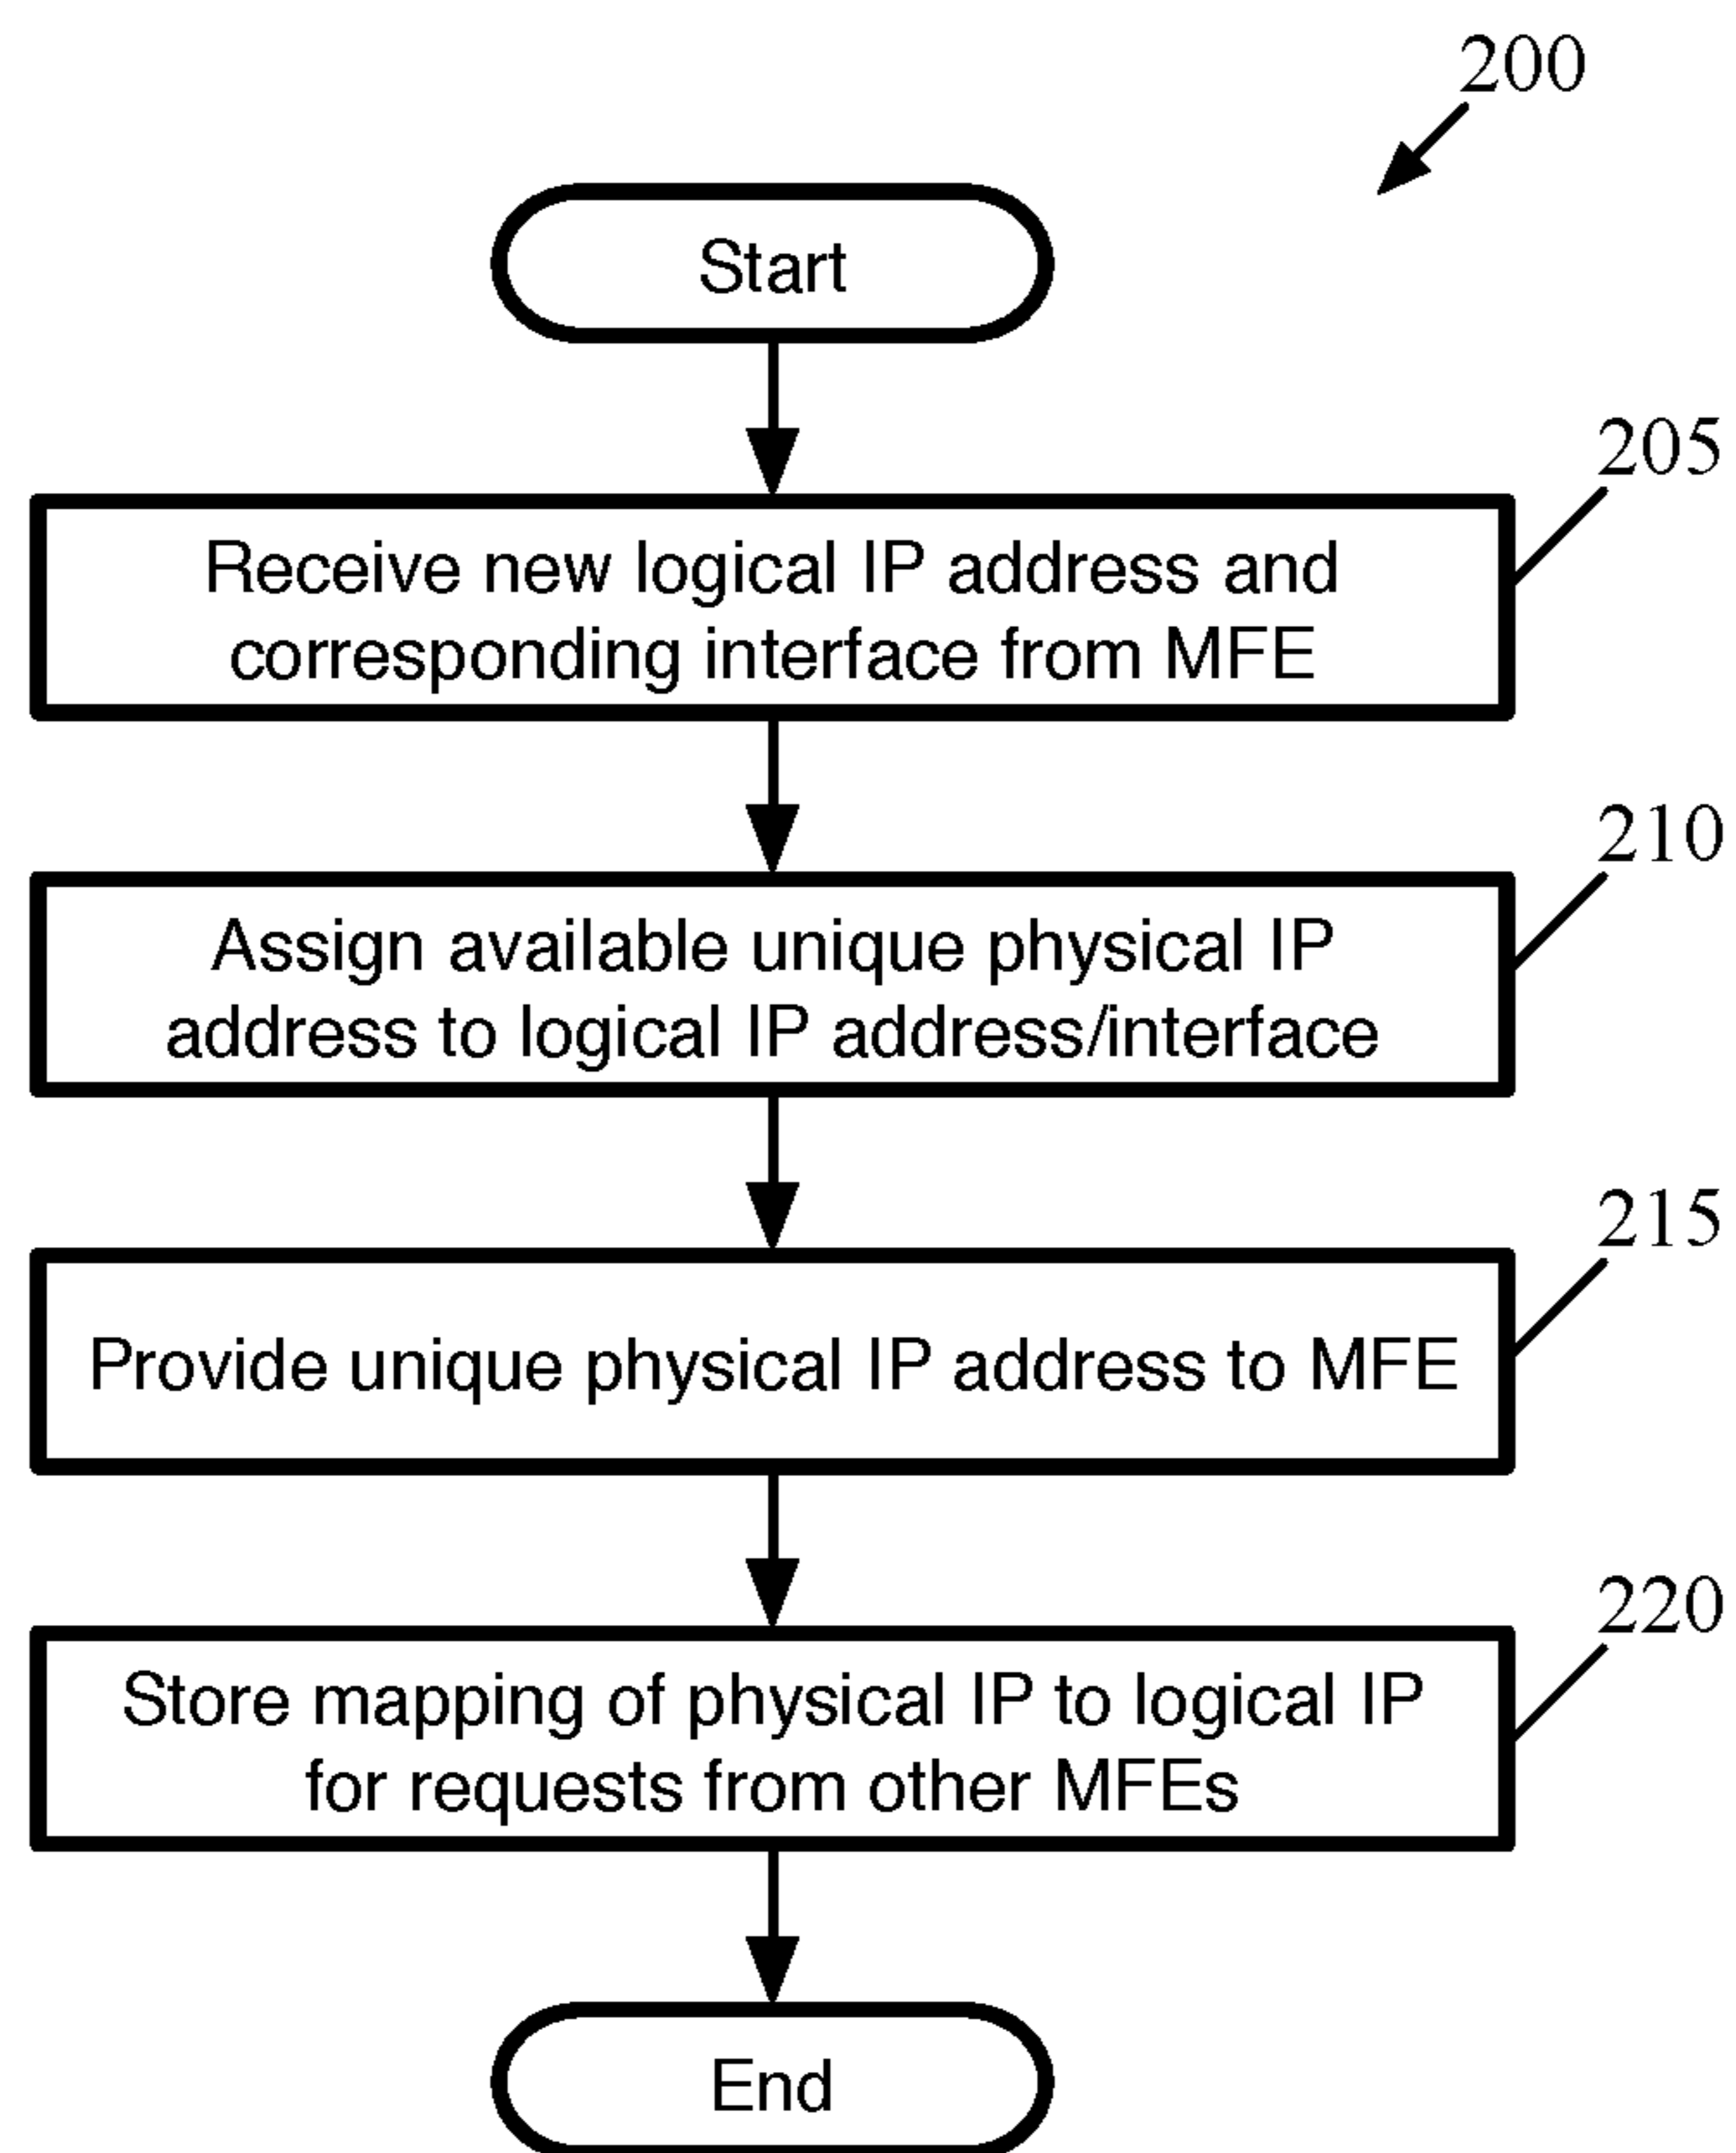 200
Start
205
Receive new logical IP address and
corresponding interface from MFE
210
Assign available unique physical IP
address to logical IP address/interface
215
Provide unique physical IP address to MFE
220
Store mapping of physical IP to logical IP
for requests from other MFEs
End